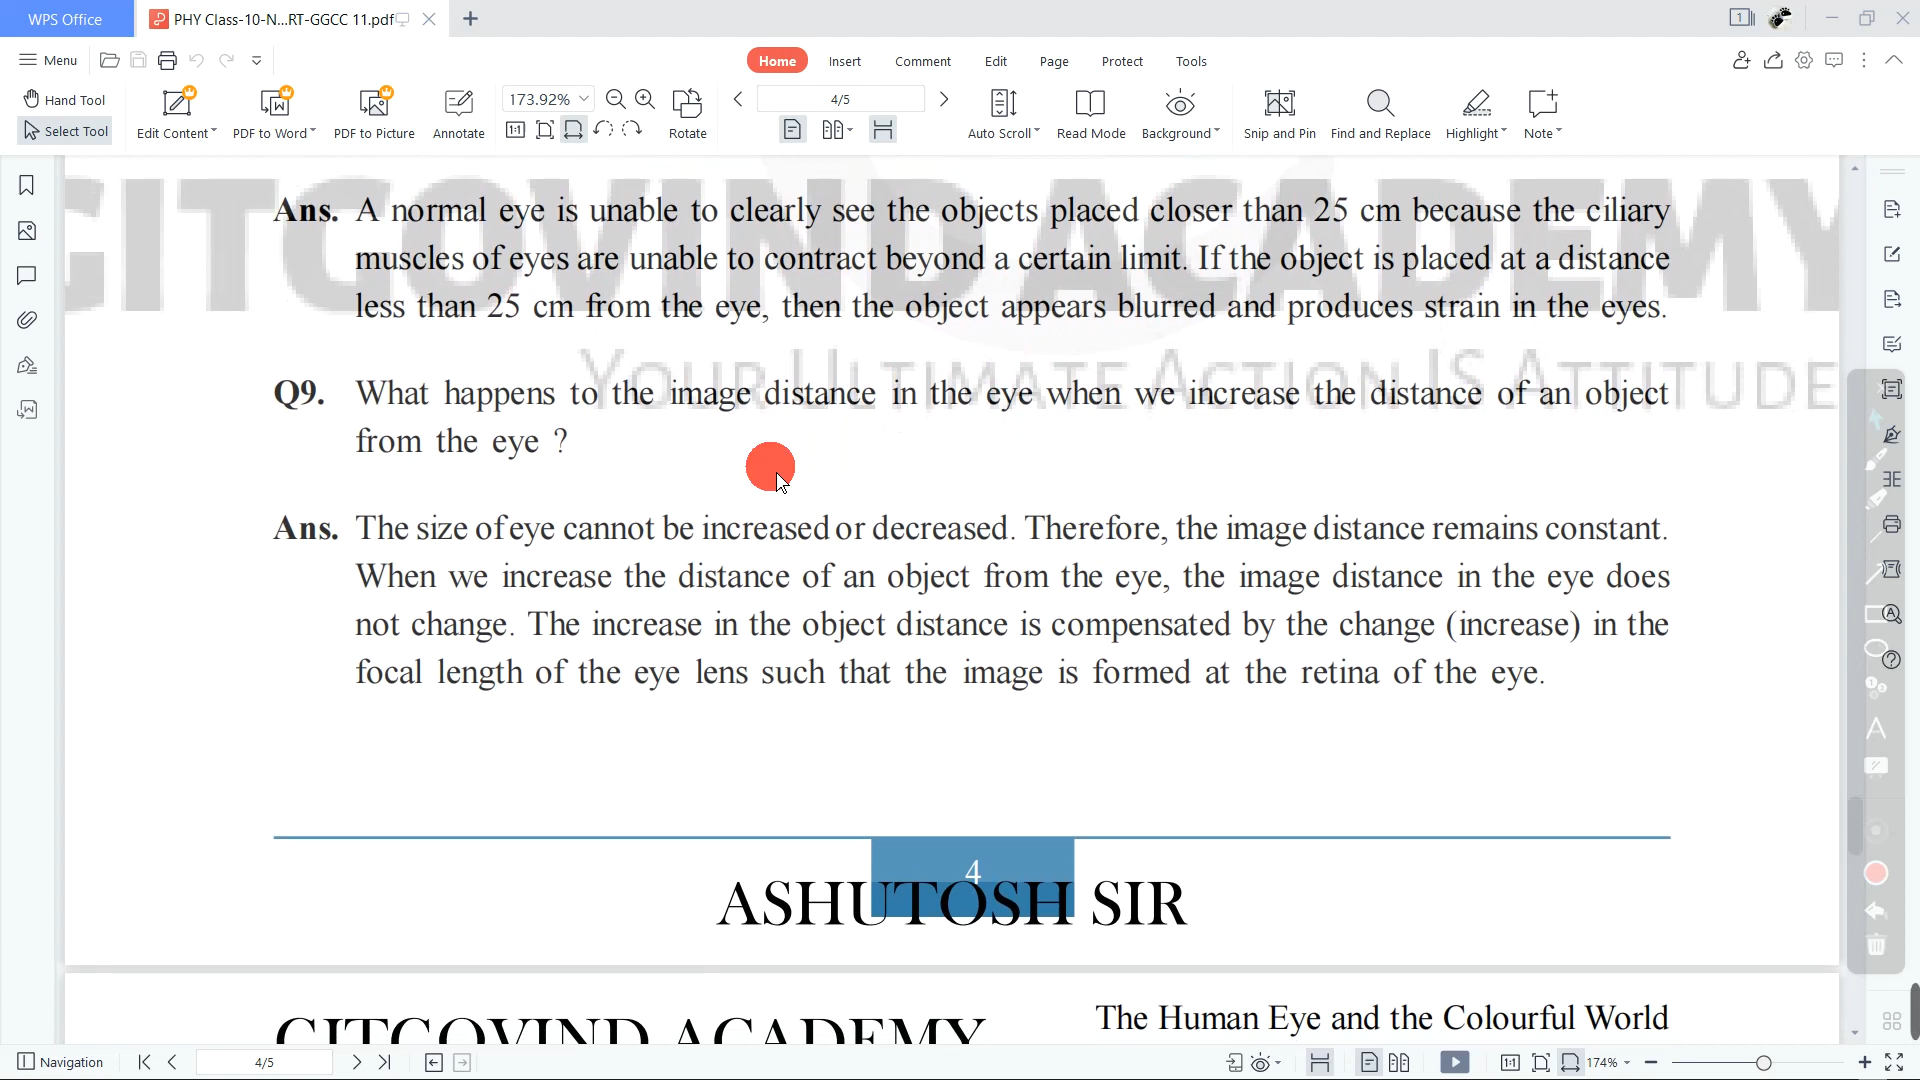 WPS Office
PHY Class-10-N...RT-GGCC 11.pdf
1
Menu
Home Insert Comment Edit Page Protect Tools
Hand Tool
Select Tool
Edit Content
PDF to Word
PDF to Picture
Annotate
173.92%
1:1
Rotate
4/5
Auto Scroll
Read Mode
Background
Snip and Pin
Find and Replace
Highlight
Note
GITGOVIND ACADEMY
YOUR ULTIMATE ACTION IS ATTITUDE
Ans. A normal eye is unable to clearly see the objects placed closer than 25 cm because the ciliary
muscles of eyes are unable to contract beyond a certain limit. If the object is placed at a distance
less than 25 cm from the eye, then the object appears blurred and produces strain in the eyes.
Q9. What happens to the image distance in the eye when we increase the distance of an object
from the eye ?
Ans. The size of eye cannot be increased or decreased. Therefore, the image distance remains constant.
When we increase the distance of an object from the eye, the image distance in the eye does
not change. The increase in the object distance is compensated by the change (increase) in the
focal length of the eye lens such that the image is formed at the retina of the eye.
4
ASHUTOSH SIR
GITGOVIND ACADEMY
The Human Eye and the Colourful World
Navigation
4/5
1:1
174%